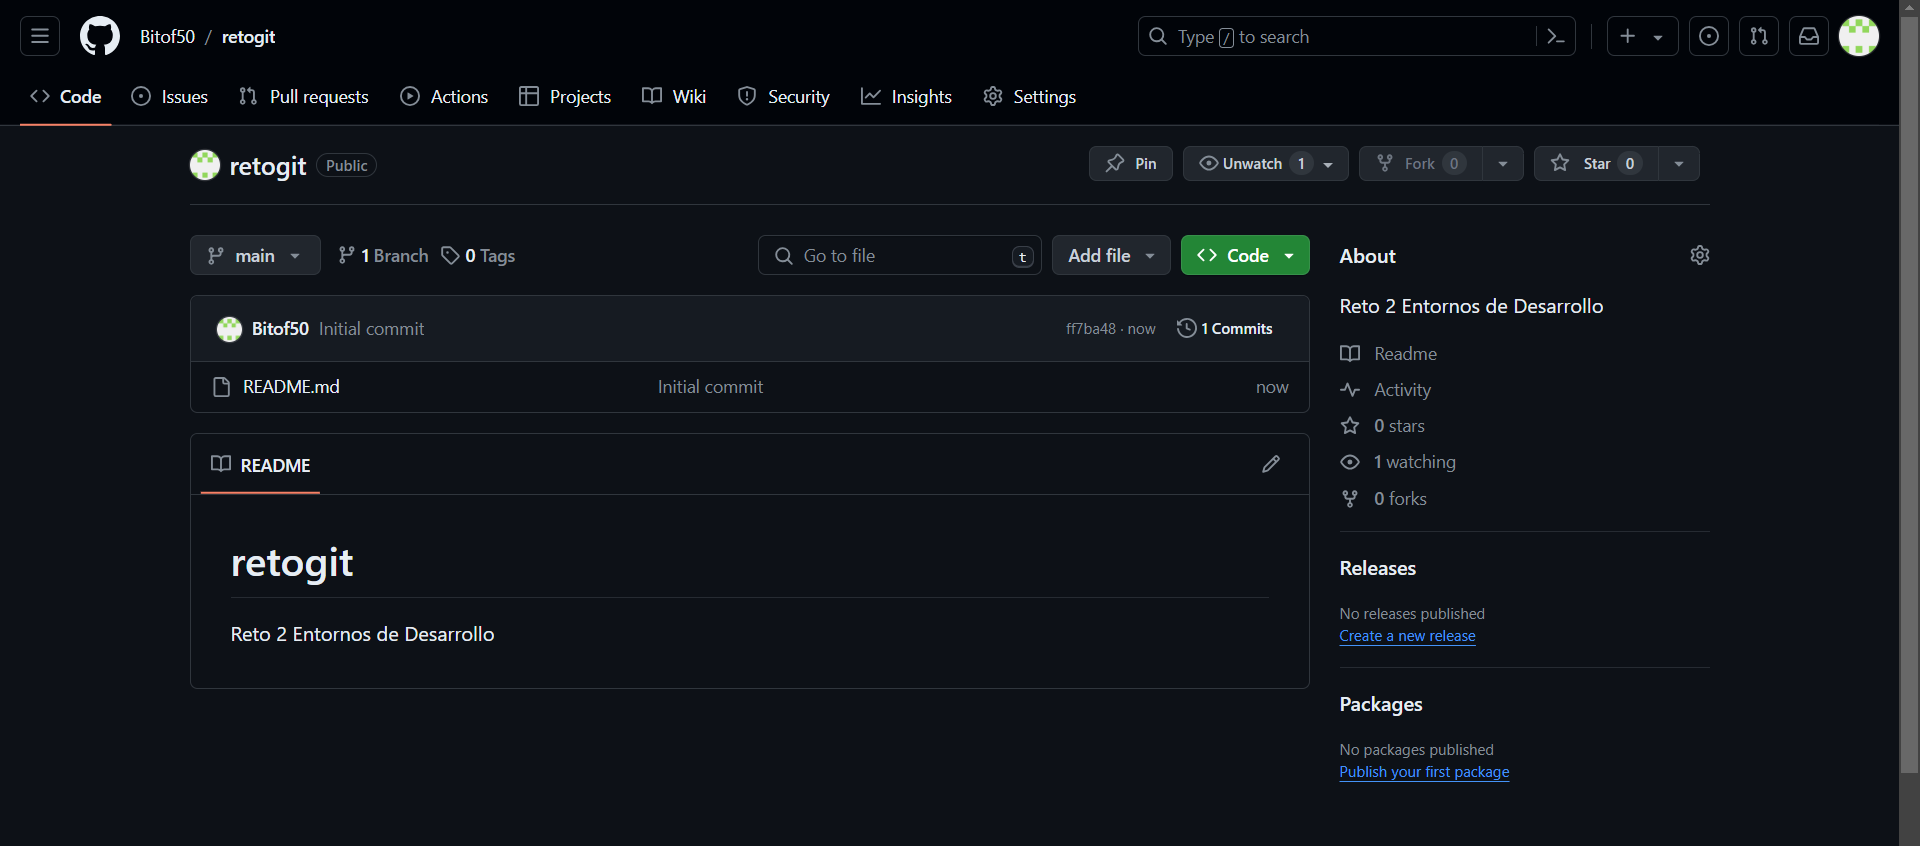 Bitof50 / retogit
Type / to search
Code Issues Pull requests Actions Projects Wiki Security Insights Settings
retogit Public
Pin Unwatch 1 Fork 0 Star 0
main 1 Branch 0 Tags
Go to file t
Add file Code
Bitof50 Initial commit ff7ba48 · now 1 Commits
README.md Initial commit now
README
retogit
Reto 2 Entornos de Desarrollo
About
Reto 2 Entornos de Desarrollo
Readme
Activity
0 stars
1 watching
0 forks
Releases
No releases published
Create a new release
Packages
No packages published
Publish your first package